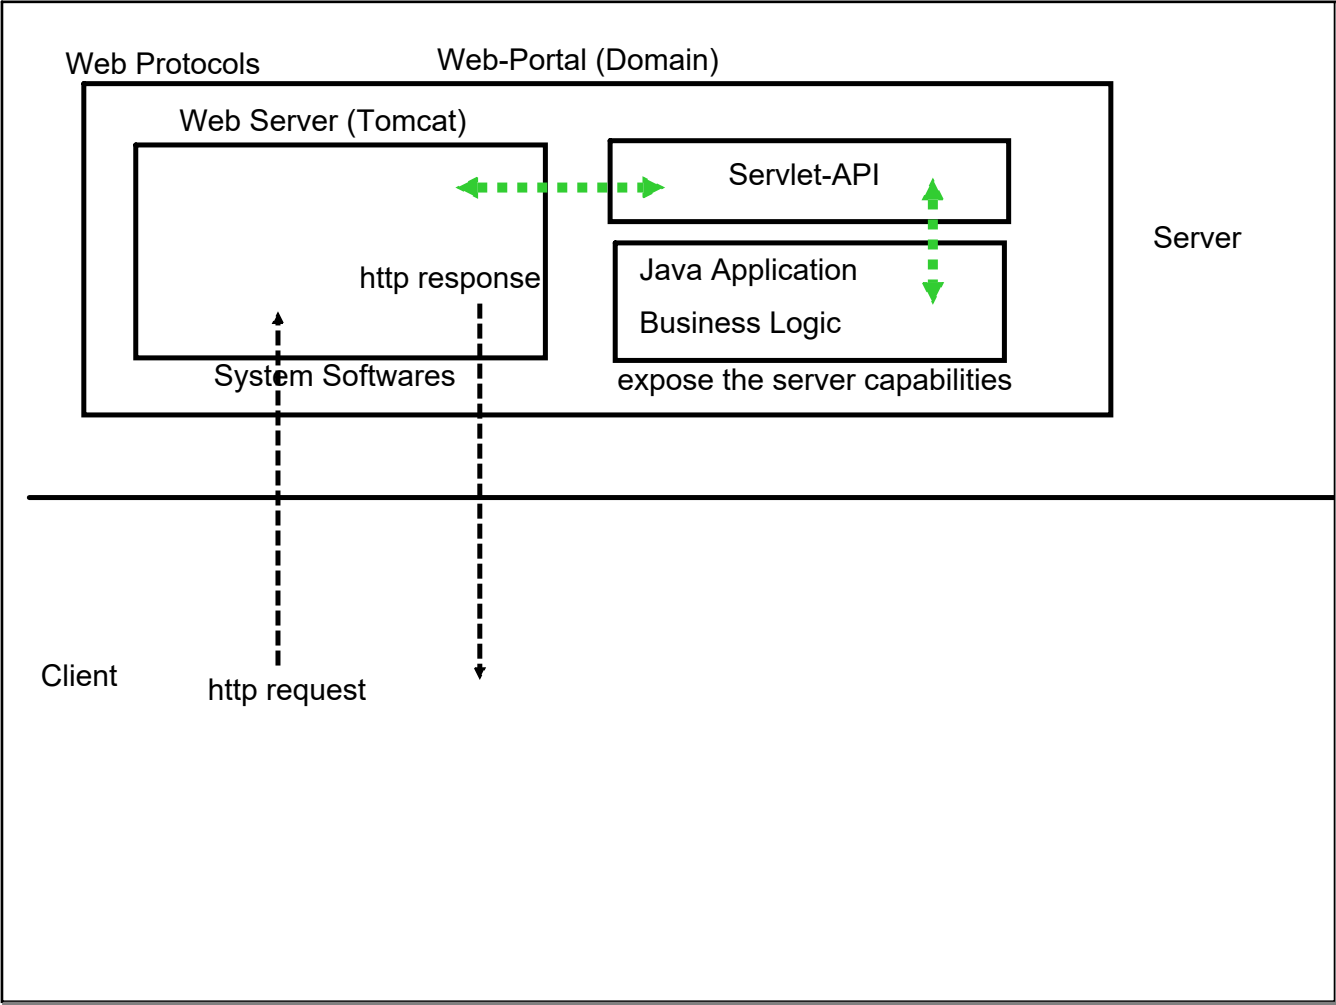 Web Protocols
Web-Portal (Domain)
Web Server (Tomcat)
Servlet-API
Server
http response
Java Application
Business Logic
System Softwares
expose the server capabilities
Client
http request